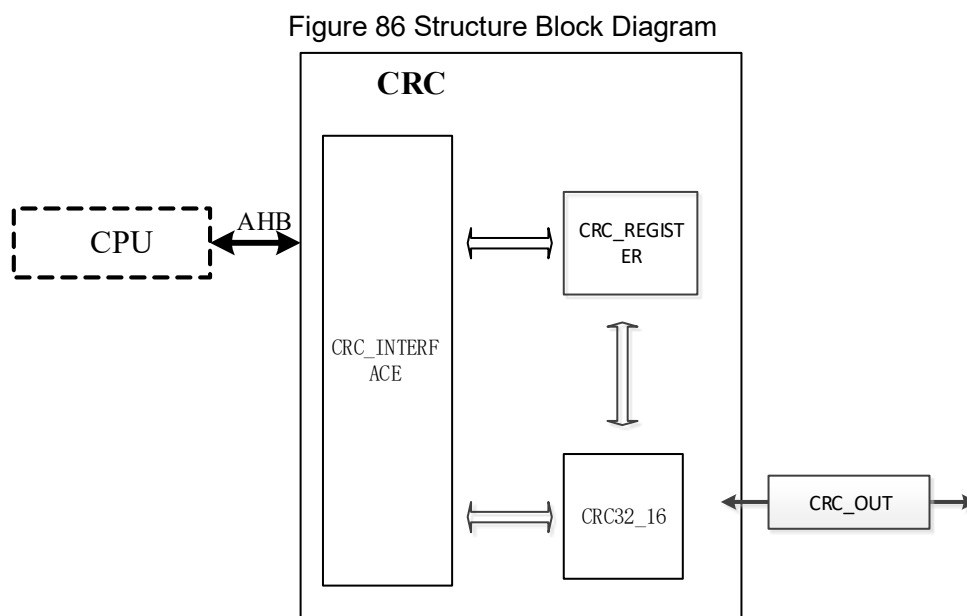 Figure 86 Structure Block Diagram
CRC
AHB
CPU
CRC_REGIST
ER
CRC_INTERF
ACE
CRC32_16
CRC_OUT